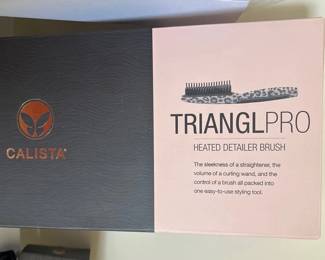 CALISTA
TRIANGLPRO
HEATED DETAILER BRUSH
The sleekness of a straightener, the
volume of a curling wand, and the
control of a brush all packed into
one easy-to-use styling tool.